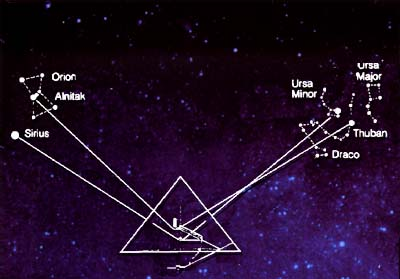 Orion
Alnitak
Sirius
Ursa
Minor
Ursa
Major
Thuban
Draco